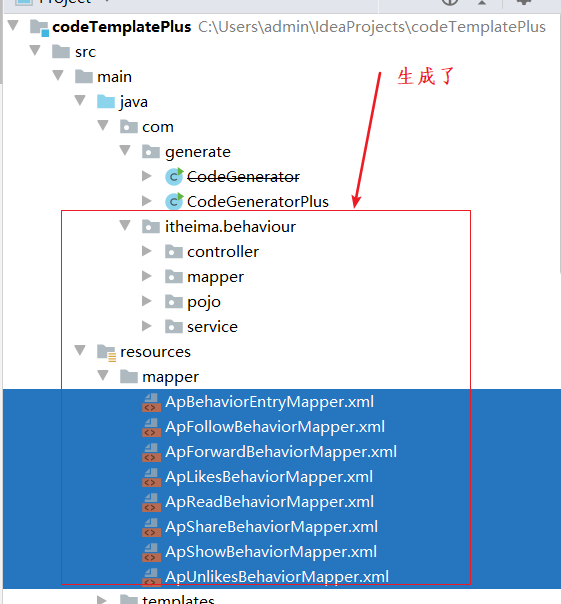 Project
codeTemplatePlus C:\Users\admin\IdeaProjects\codeTemplatePlus
src
main
生成了
java
com
generate
CodeGenerator
CodeGeneratorPlus
itheima.behaviour
controller
mapper
pojo
service
resources
mapper
ApBehaviorEntryMapper.xml
ApFollowBehaviorMapper.xml
ApForwardBehaviorMapper.xml
ApLikesBehaviorMapper.xml
ApReadBehaviorMapper.xml
ApShareBehaviorMapper.xml
ApShowBehaviorMapper.xml
ApUnlikesBehaviorMapper.xml
templates